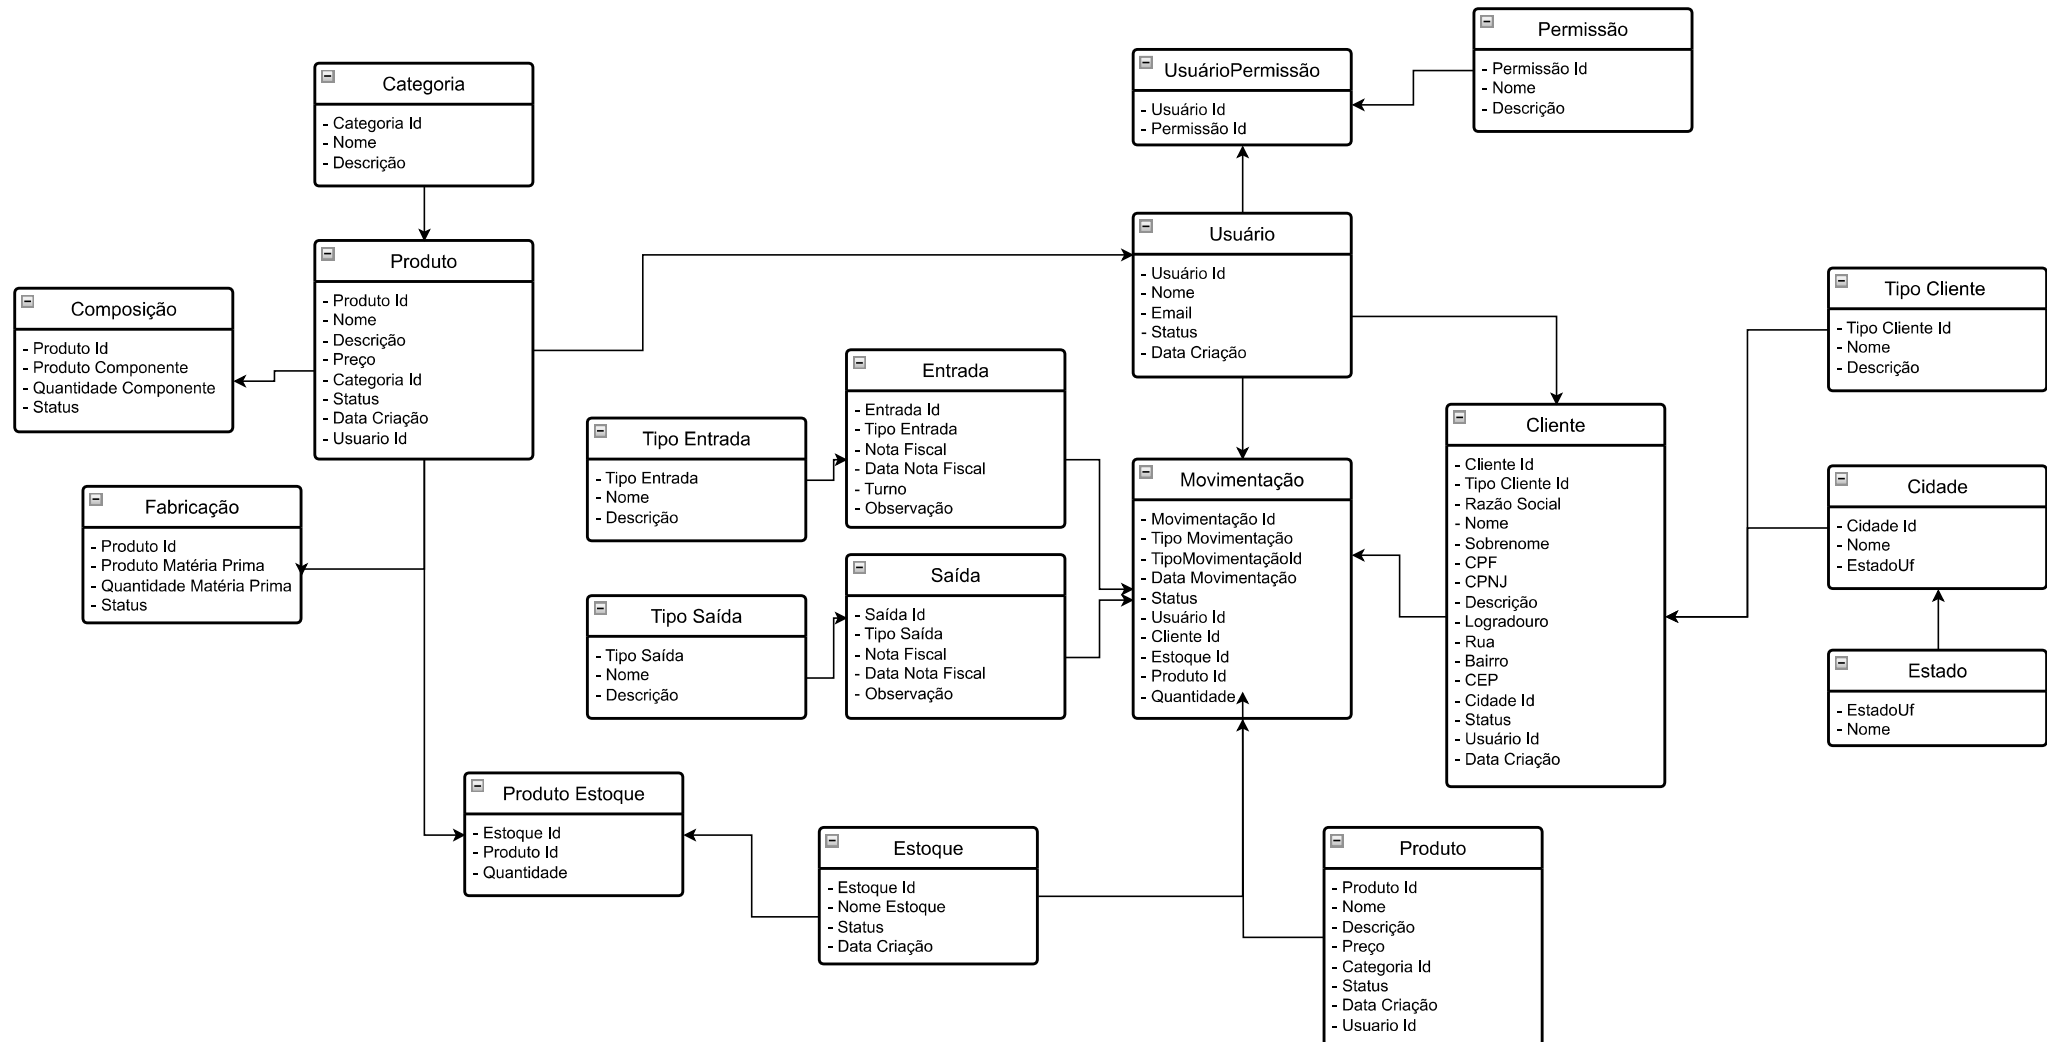 Permissão
- Permissão Id
- Nome
- Descrição
UsuárioPermissão
- Usuário Id
- Permissão Id
Categoria
- Categoria Id
- Nome
- Descrição
Usuário
- Usuário Id
- Nome
- Email
- Status
- Data Criação
Produto
- Produto Id
- Nome
- Descrição
- Preço
- Categoria Id
- Status
- Data Criação
- Usuario Id
Tipo Cliente
- Tipo Cliente Id
- Nome
- Descrição
Composição
- Produto Id
- Produto Componente
- Quantidade Componente
- Status
Entrada
- Entrada Id
- Tipo Entrada
- Nota Fiscal
- Data Nota Fiscal
- Turno
- Observação
Cliente
- Cliente Id
- Tipo Cliente Id
- Razão Social
- Nome
- Sobrenome
- CPF
- CPNJ
- Descrição
- Logradouro
- Rua
- Bairro
- CEP
- Cidade Id
- Status
- Usuário Id
- Data Criação
Tipo Entrada
- Tipo Entrada
- Nome
- Descrição
Movimentação
- Movimentação Id
- Tipo Movimentação
- TipoMovimentaçãoId
- Data Movimentação
- Status
- Usuário Id
- Cliente Id
- Estoque Id
- Produto Id
- Quantidade
Cidade
- Cidade Id
- Nome
- EstadoUf
Fabricação
- Produto Id
- Produto Matéria Prima
- Quantidade Matéria Prima
- Status
Saída
- Saída Id
- Tipo Saída
- Nota Fiscal
- Data Nota Fiscal
- Observação
Tipo Saída
- Tipo Saída
- Nome
- Descrição
Estado
- EstadoUf
- Nome
Produto Estoque
- Estoque Id
- Produto Id
- Quantidade
Estoque
- Estoque Id
- Nome Estoque
- Status
- Data Criação
Produto
- Produto Id
- Nome
- Descrição
- Preço
- Categoria Id
- Status
- Data Criação
- Usuario Id